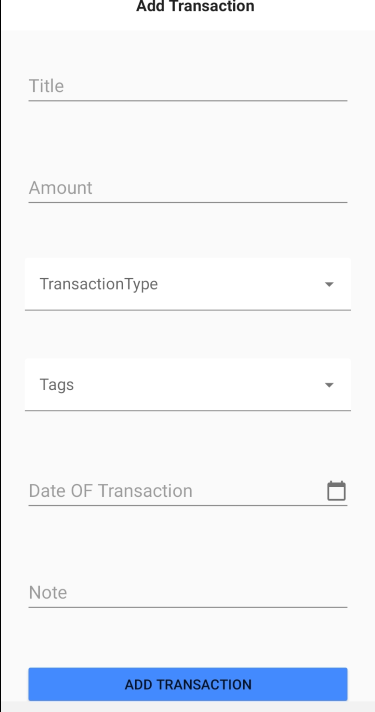 Add Transaction
Title
Amount
TransactionType
Tags
Date OF Transaction
Note
ADD TRANSACTION